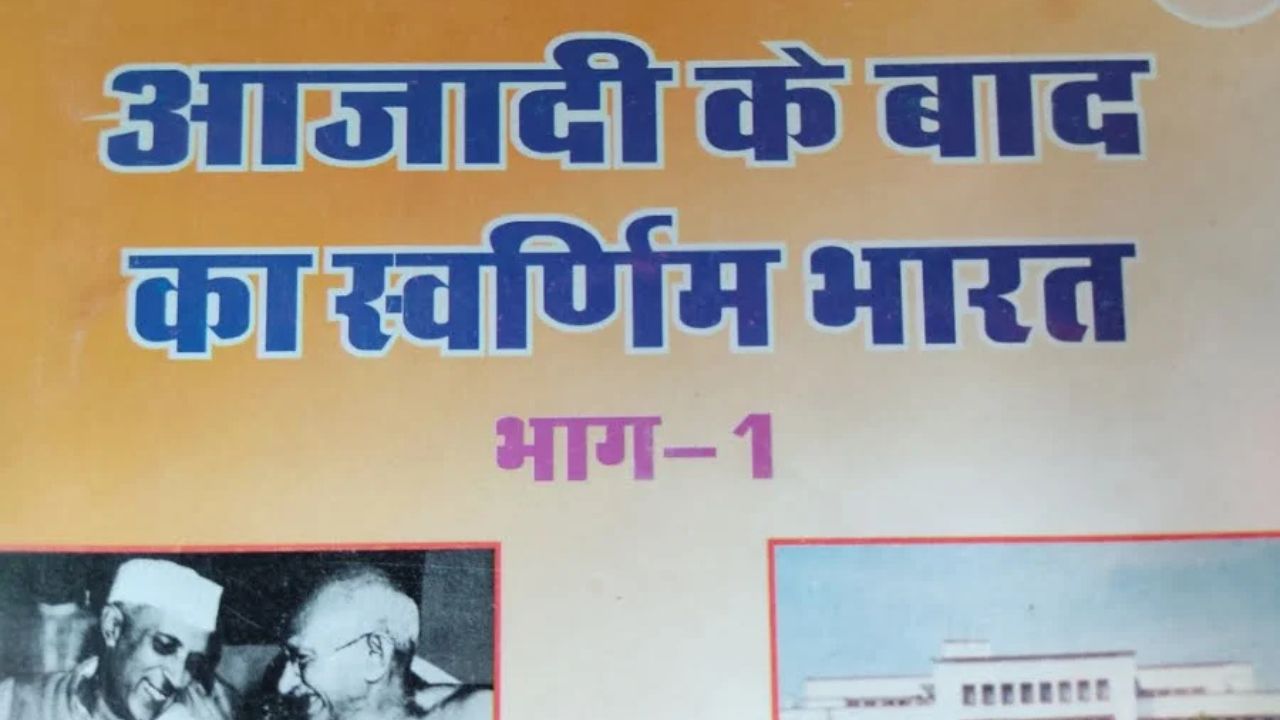 आजादी के बाद
का स्वर्णिम भारत
भाग-1